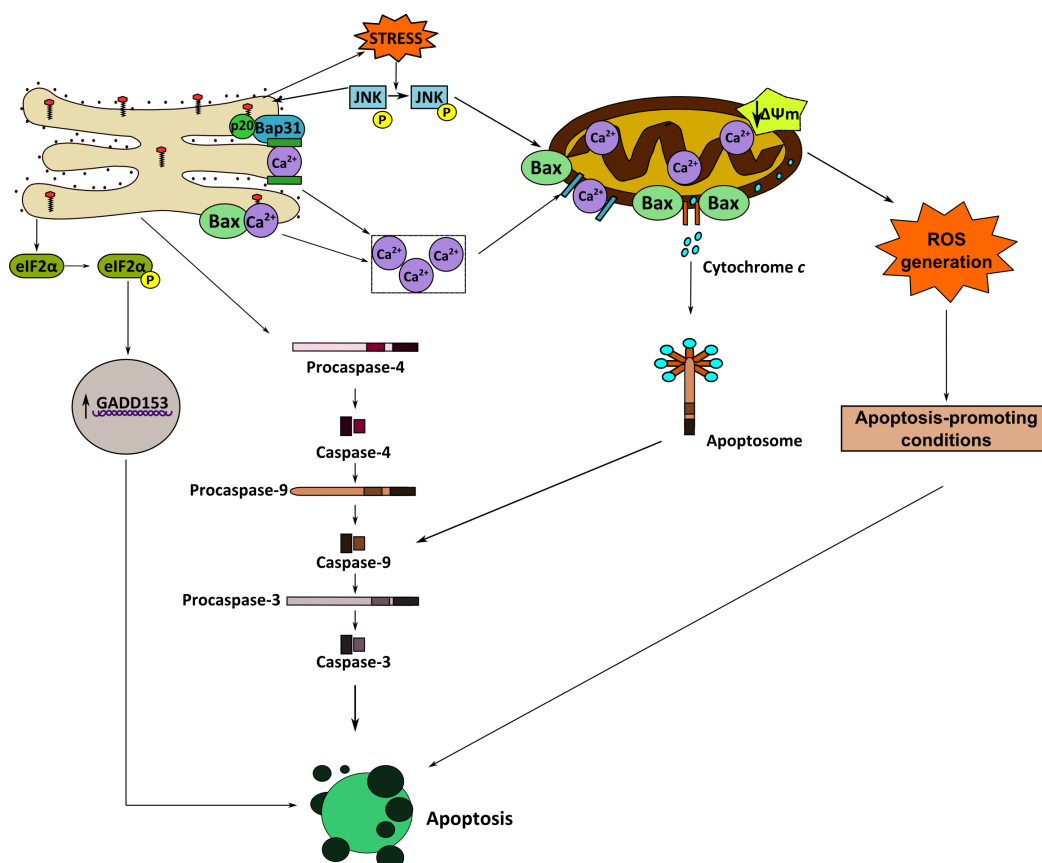 STRESS
JNK
P
JNK
P
p20
Bap31
Ca2+
Bax
Ca2+
Ca2+
Ca2+
Ca2+
Ca2+
Ca2+
Ca2+
↓ΔΨm
Bax
Ca2+
Bax
Bax
Cytochrome c
ROS
generation
eIF2α
eIF2α
P
GADD153
Procaspase-4
Caspase-4
Procaspase-9
Caspase-9
Procaspase-3
Caspase-3
Apoptosome
Apoptosis-promoting
conditions
Apoptosis